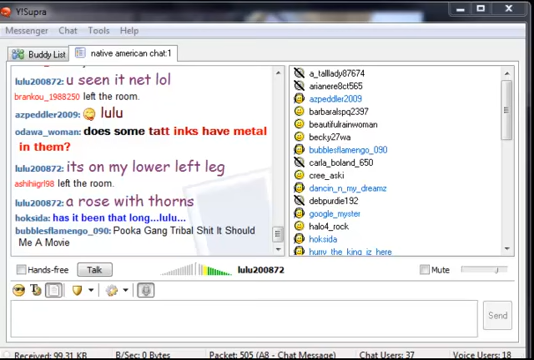 Y!Supra
Messenger Chat Tools Help
Buddy List native american chat:1
lulu200872: u seen it net lol
brankou_1988250 left the room.
azpeddler2009: lulu
odawa_woman: does some tatt inks have metal
in them?
lulu200872: its on my lower left leg
ashihigrl98 left the room.
lulu200872: a rose with thorns
hoksida: has it been that long...lulu...
bubblesflamengo_090: Pooka Gang Tribal Shit It Should
Me A Movie
a_talllady87674
arianere8ct565
azpeddler2009
barbaralspq2397
beautifulrainwoman
becky27wa
bubblesflamengo_090
carla_boland_650
cree_aski
dancin_n_my_dreamz
debpurdie192
google_myster
halo4_rock
hoksida
hung_the_king_iz_here
Hands-free Talk lulu200872 Mute
Send
Received: 99.31 KB B/Sec: 0 Bytes Packet: 505 (A8 - Chat Message) Chat Users: 37 Voice Users: 18